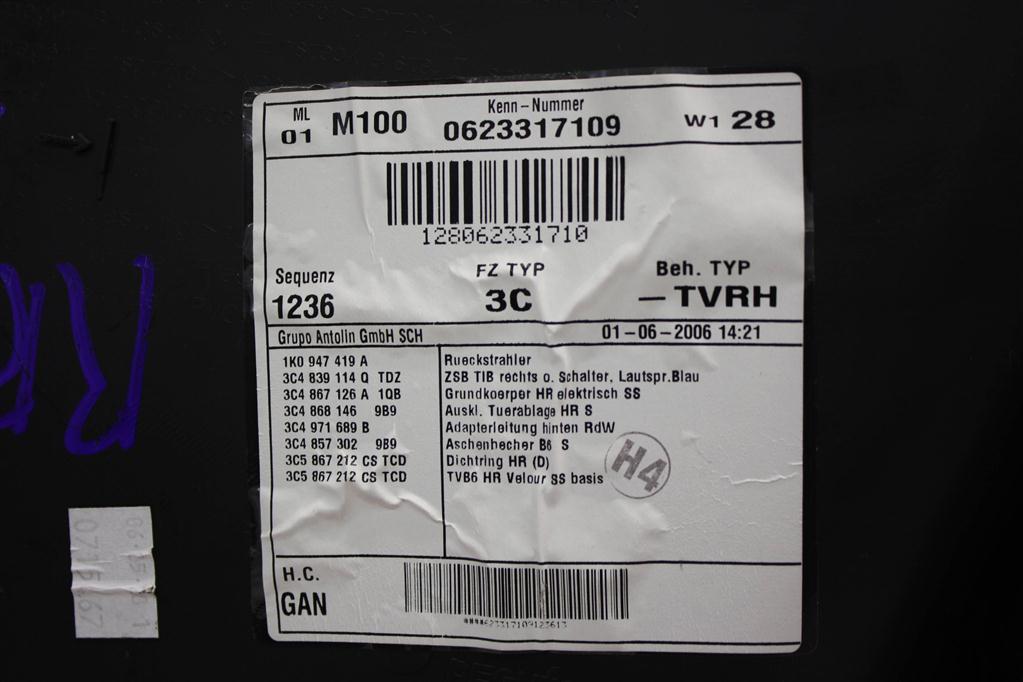 ML 01 M100 Kenn-Nummer W1 28
0623317109
128062331710
Sequenz FZ TYP Beh. TYP
1236 3C – TVRH
Grupo Antolin GmbH SCH 01-06-2006 14:21
1K0 947 419 A Rueckstrahler
3C4 839 114 Q TDZ ZSB TIB rechts o. Schalter, Lautspr.Blau
3C4 867 126 A 1QB Grundkoerper HR elektrisch SS
3C4 868 146 9B9 Auskl. Tuerablage HR S
3C4 971 689 B Adapterleitung hinten RdW
3C4 857 302 9B9 Aschenhecher B6 S
3C5 867 212 CS TCD Dichtring HR (D)
3C5 867 212 CS TCD TVB6 HR Velour SS basis
H4
H.C.
GAN